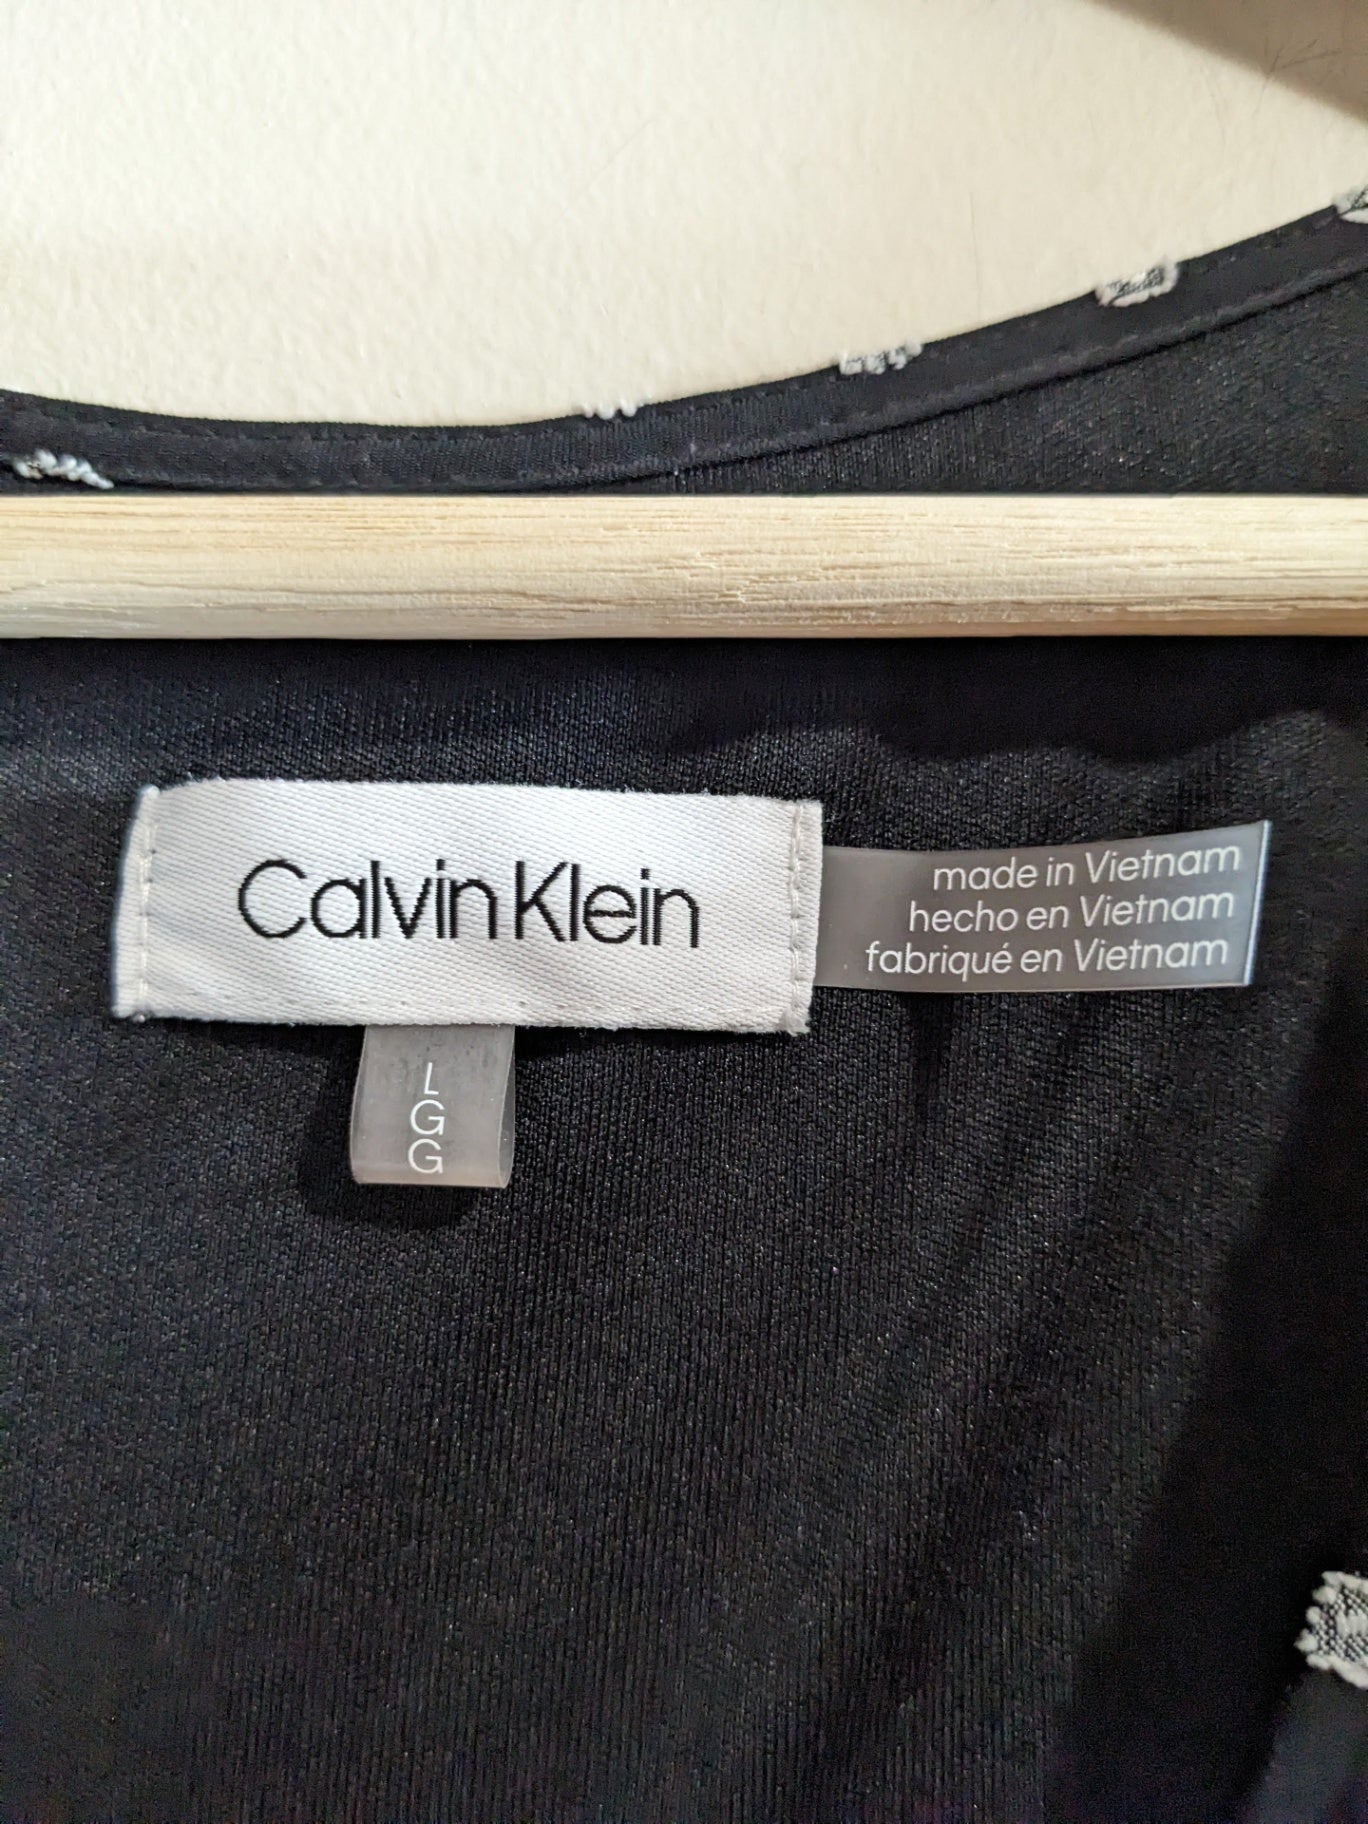 Calvin Klein
made in Vietnam
hecho en Vietnam
fabriqué en Vietnam
L
G
G